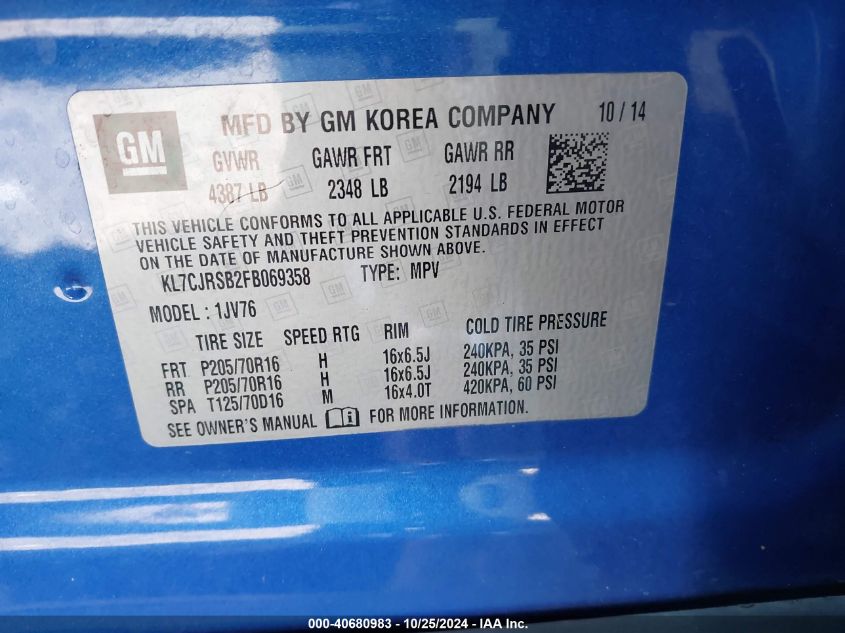 GM MFD BY GM KOREA COMPANY 10/14
GVWR GAWR FRT GAWR RR
4387 LB 2348 LB 2194 LB
THIS VEHICLE CONFORMS TO ALL APPLICABLE U.S. FEDERAL MOTOR
VEHICLE SAFETY AND THEFT PREVENTION STANDARDS IN EFFECT
ON THE DATE OF MANUFACTURE SHOWN ABOVE.
KL7CJRSB2FB069358 TYPE: MPV
MODEL : 1JV76
TIRE SIZE SPEED RTG RIM COLD TIRE PRESSURE
FRT P205/70R16 H 16x6.5J 240KPA, 35 PSI
RR P205/70R16 H 16x6.5J 240KPA, 35 PSI
SPA T125/70D16 M 16x4.0T 420KPA, 60 PSI
SEE OWNER'S MANUAL FOR MORE INFORMATION.
000-40680983 - 10/25/2024 - IAA Inc.